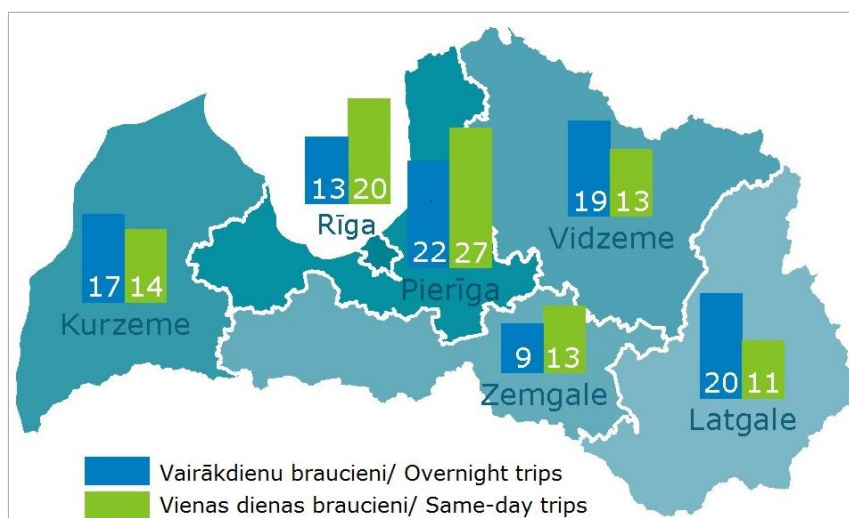 13 20
Rīga
19 13
Vidzeme
22 27
Pierīga
17 14
Kurzeme
9 13
Zemgale
20 11
Latgale
Vairākdienu braucieni/ Overnight trips
Vienas dienas braucieni/ Same-day trips